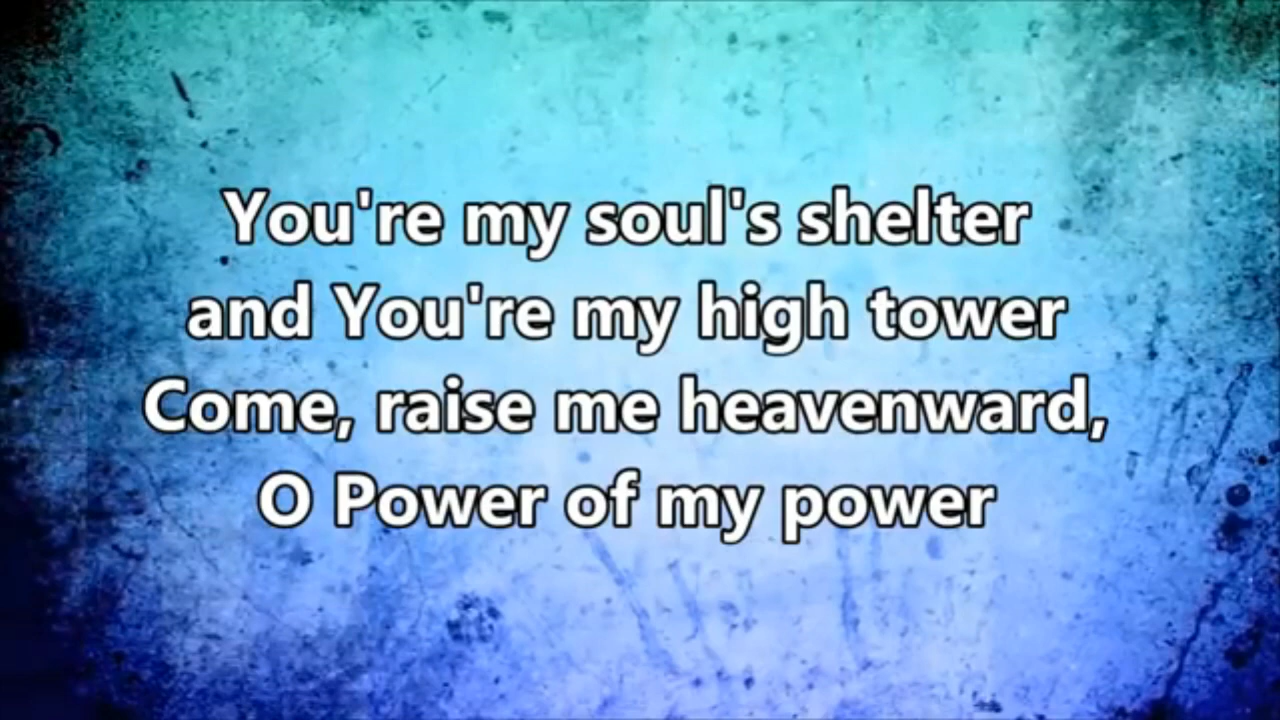 You're my soul's shelter
and You're my high tower
Come, raise me heavenward,
O Power of my power